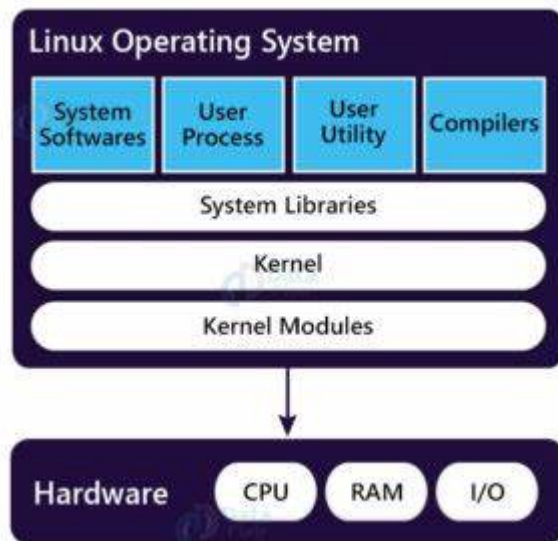 Linux Operating System
System
Softwares
User
Process
User
Utility
Compilers
System Libraries
Kernel
Kernel Modules
Hardware
CPU
RAM
I/O